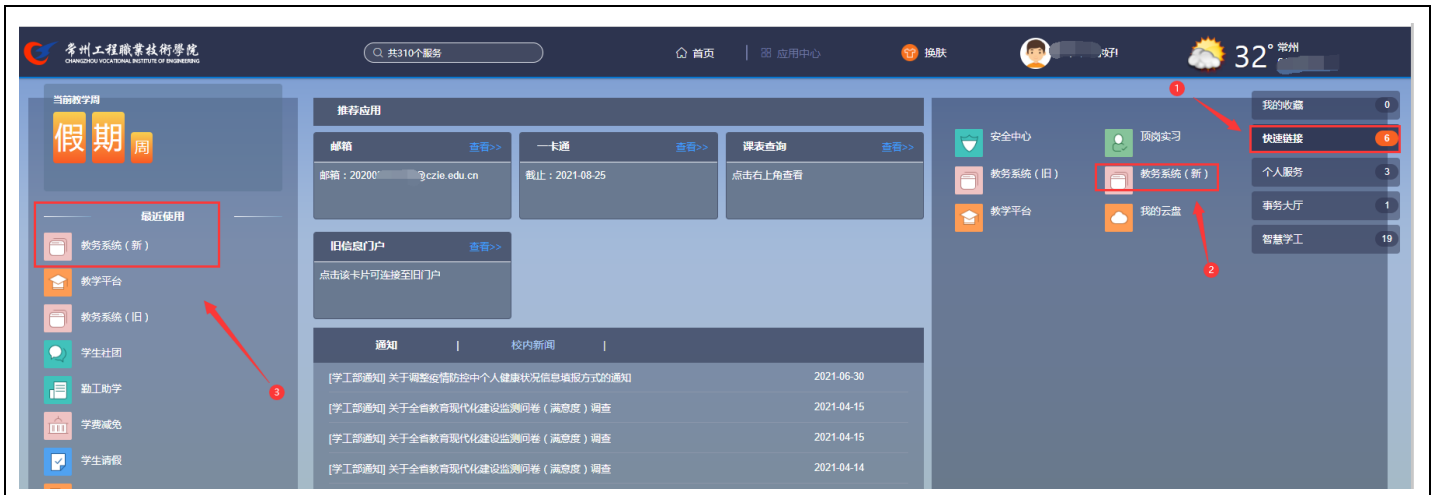 常州工程職業技術學院
CHANGZHOU VOCATIONAL INSTITUTE OF ENGINEERING
共310个服务
首页
应用中心
换肤
好!
32° 常州
当前教学周
假期周
最近使用
教务系统（新）
教学平台
教务系统（旧）
学生社团
勤工助学
学费减免
学生请假
3
推荐应用
邮箱 查看>>
邮箱：20200 @czie.edu.cn
一卡通 查看>>
截止：2021-08-25
课表查询 查看>>
点击右上角查看
旧信息门户 查看>>
点击该卡片可连接至旧门户
通知 | 校内新闻 |
[学工部通知] 关于调整疫情防控中个人健康状况信息填报方式的通知 2021-06-30
[学工部通知] 关于全省教育现代化建设监测问卷（满意度）调查 2021-04-15
[学工部通知] 关于全省教育现代化建设监测问卷（满意度）调查 2021-04-15
[学工部通知] 关于全省教育现代化建设监测问卷（满意度）调查 2021-04-14
安全中心 顶岗实习
教务系统（旧） 教务系统（新）
教学平台 我的云盘
1
2
我的收藏 0
快速链接 6
个人服务 3
事务大厅 1
智慧学工 19